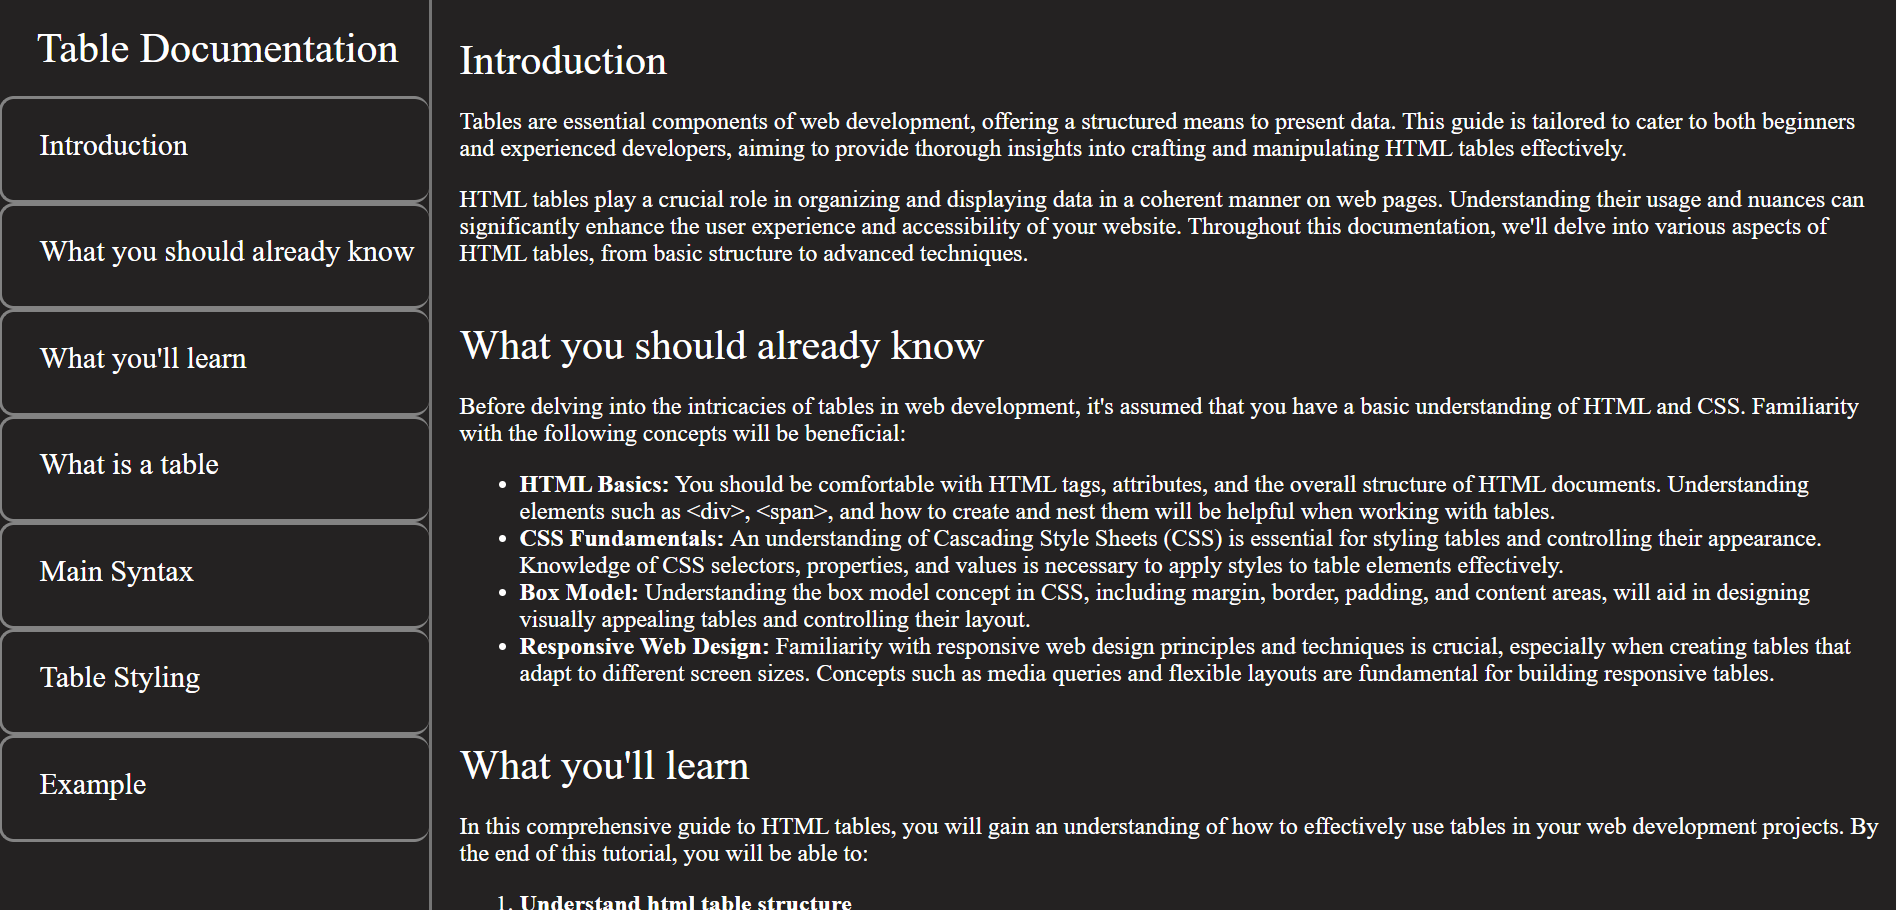 Table Documentation
Introduction
What you should already know
What you'll learn
What is a table
Main Syntax
Table Styling
Example
Introduction
Tables are essential components of web development, offering a structured means to present data. This guide is tailored to cater to both beginners
and experienced developers, aiming to provide thorough insights into crafting and manipulating HTML tables effectively.
HTML tables play a crucial role in organizing and displaying data in a coherent manner on web pages. Understanding their usage and nuances can
significantly enhance the user experience and accessibility of your website. Throughout this documentation, we'll delve into various aspects of
HTML tables, from basic structure to advanced techniques.
What you should already know
Before delving into the intricacies of tables in web development, it's assumed that you have a basic understanding of HTML and CSS. Familiarity
with the following concepts will be beneficial:
• HTML Basics: You should be comfortable with HTML tags, attributes, and the overall structure of HTML documents. Understanding
elements such as <div>, <span>, and how to create and nest them will be helpful when working with tables.
• CSS Fundamentals: An understanding of Cascading Style Sheets (CSS) is essential for styling tables and controlling their appearance.
Knowledge of CSS selectors, properties, and values is necessary to apply styles to table elements effectively.
• Box Model: Understanding the box model concept in CSS, including margin, border, padding, and content areas, will aid in designing
visually appealing tables and controlling their layout.
• Responsive Web Design: Familiarity with responsive web design principles and techniques is crucial, especially when creating tables that
adapt to different screen sizes. Concepts such as media queries and flexible layouts are fundamental for building responsive tables.
What you'll learn
In this comprehensive guide to HTML tables, you will gain an understanding of how to effectively use tables in your web development projects. By
the end of this tutorial, you will be able to:
1. Understand html table structure